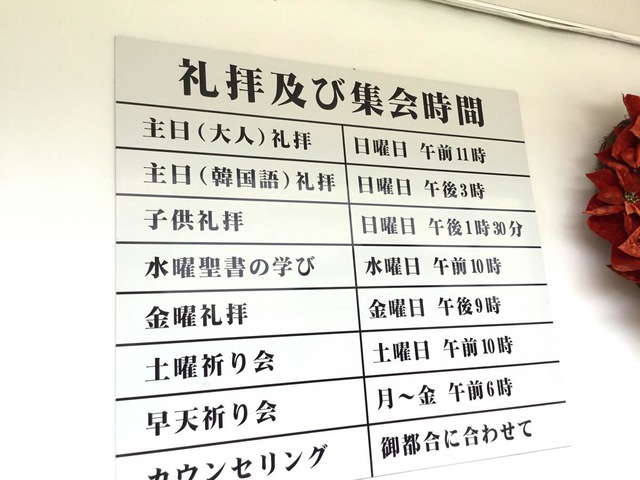 礼拝及び集会時間
主日(大人)礼拝 日曜日 午前11時
主日(韓国語)礼拝 日曜日 午後3時
子供礼拝 日曜日 午後1時30分
水曜聖書の学び 水曜日 午前10時
金曜礼拝 金曜日 午後9時
土曜祈り会 土曜日 午前10時
早天祈り会 月~金 午前6時
カウンセリング 御都合に合わせて